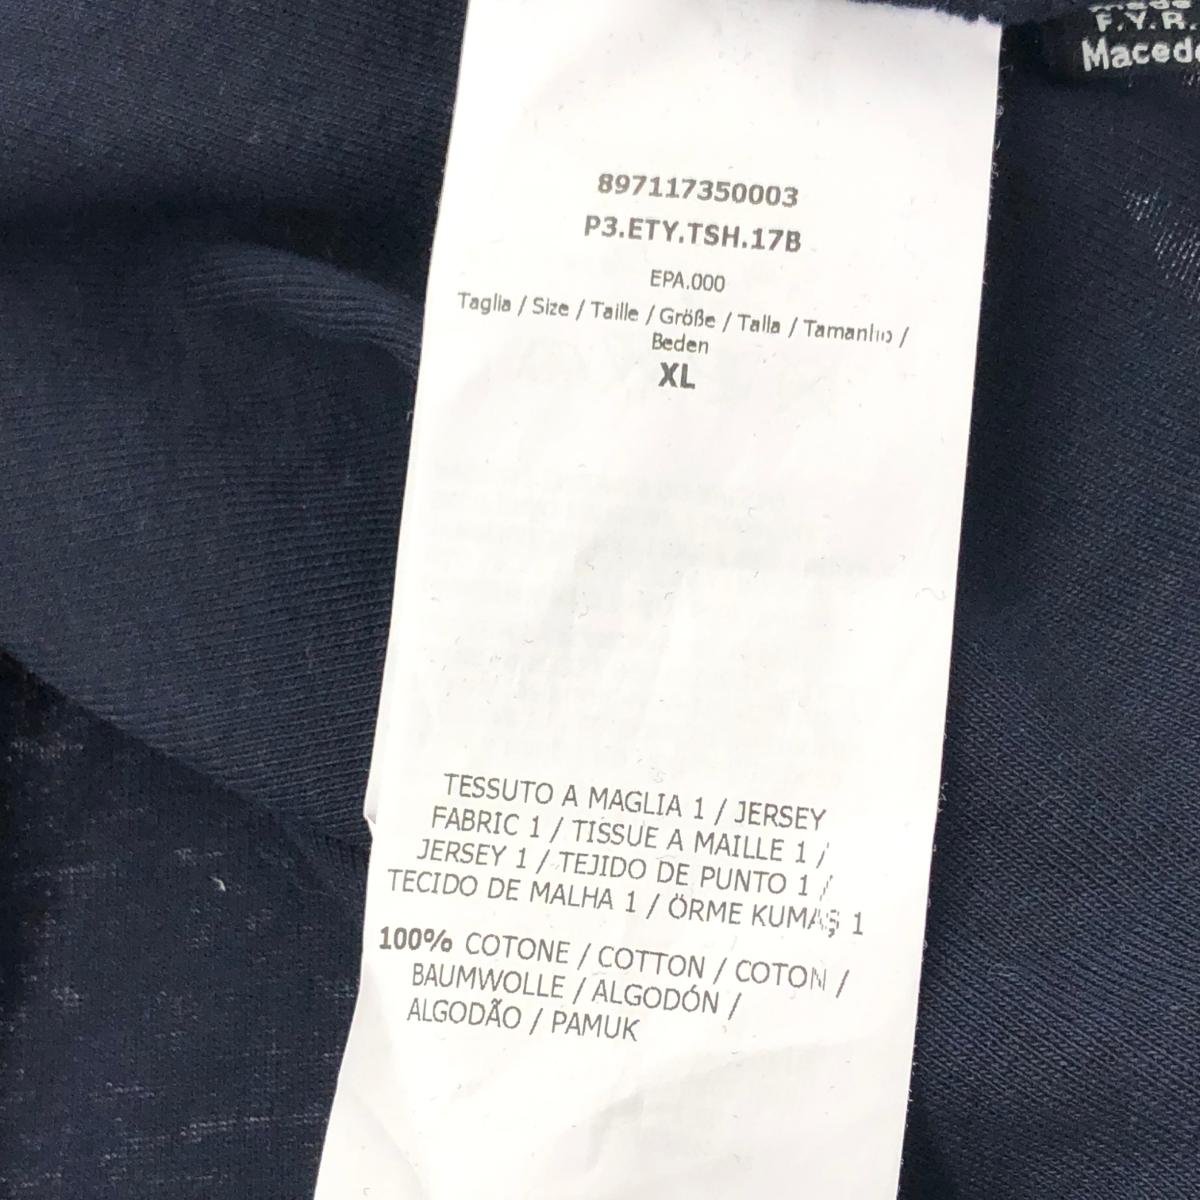 F.Y.R.
897117350003
P3.ETY.TSH.17B
EPA.000
Taglia / Size / Taille / Größe / Talla / Tamanho /
Beden
XL
TESSUTO A MAGLIA 1 / JERSEY
FABRIC 1 / TISSUE A MAILLE 1 /
JERSEY 1 / TEJIDO DE PUNTO 1 /
TECIDO DE MALHA 1 / ÖRME KUMAŞ 1
100% COTONE / COTTON / COTON /
BAUMWOLLE / ALGODÓN /
ALGODÃO / PAMUK